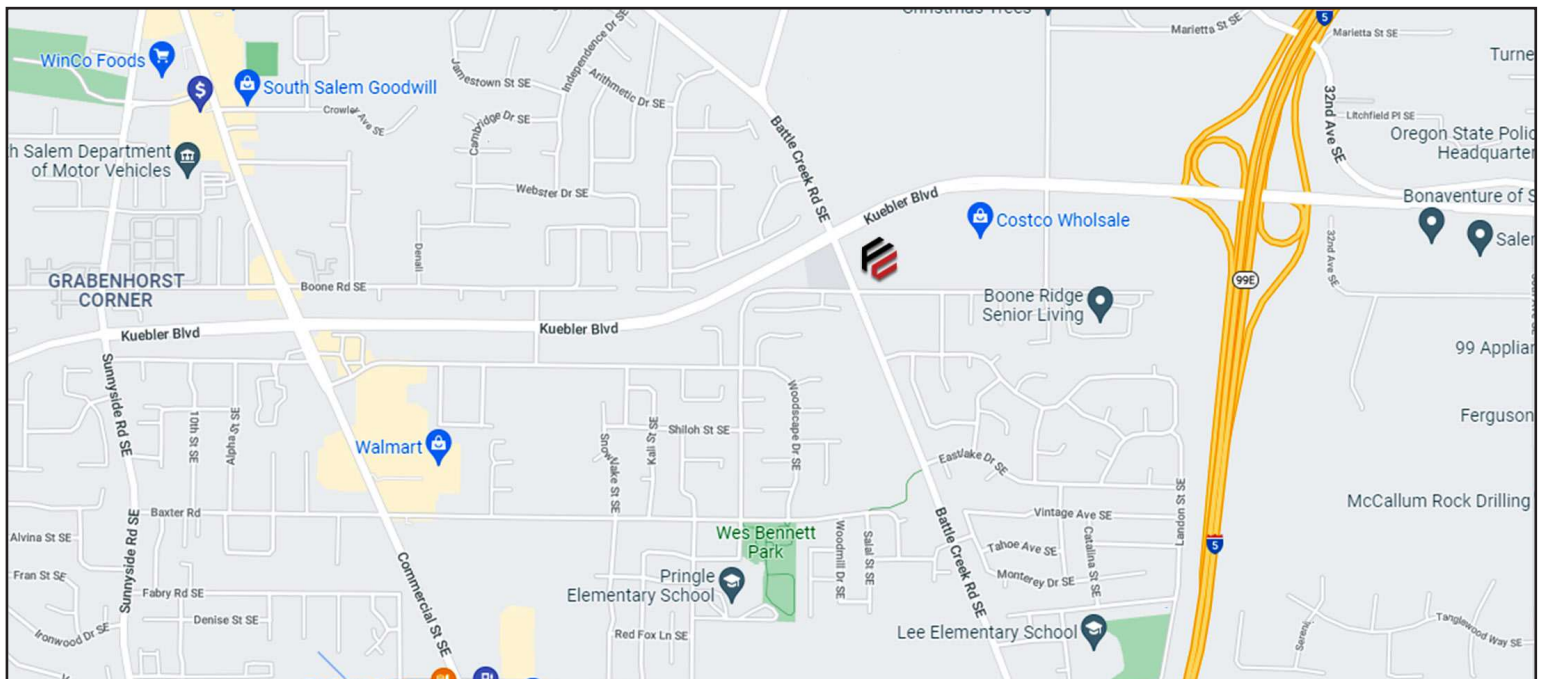 Christmas Trees
5
Marietta St SE
Marietta St SE
WinCo Foods
Independence Dr SE
Turne
Jamestown St SE
Arithmetic Dr SE
$
South Salem Goodwill
32nd Ave SE
Crowley Ave SE
Cambridge Dr SE
Battle Creek Rd SE
Litchfield Pl SE
Oregon State Polic
Headquarter
h Salem Department
of Motor Vehicles
Webster Dr SE
Kuebler Blvd
Bonaventure of S
Costco Wholsale
Saler
32nd Ave SE
Denali
GRABENHORST
CORNER
Boone Rd SE
99E
Boone Ridge
Senior Living
Kuebler Blvd
Kuebler Blvd
99 Applian
Sunnyside Rd SE
10th St SE
Alpha St SE
Woodscape Dr SE
Ferguson
Shiloh St SE
Kali St SE
Walmart
Eastlake Dr SE
McCallum Rock Drilling
Baxter Rd
Landon St SE
Vintage Ave SE
Wes Bennett
Park
Alvina St SE
Sunnyside Rd SE
Woodmill Dr SE
Salal St SE
Battle Creek Rd SE
Tahoe Ave SE
Catalina St SE
5
Fran St SE
Pringle
Elementary School
Monterey Dr SE
Commercial St SE
Fabry Rd SE
Denise St SE
Ironwood Dr SE
Red Fox Ln SE
Lee Elementary School
Tanglewood Way SE